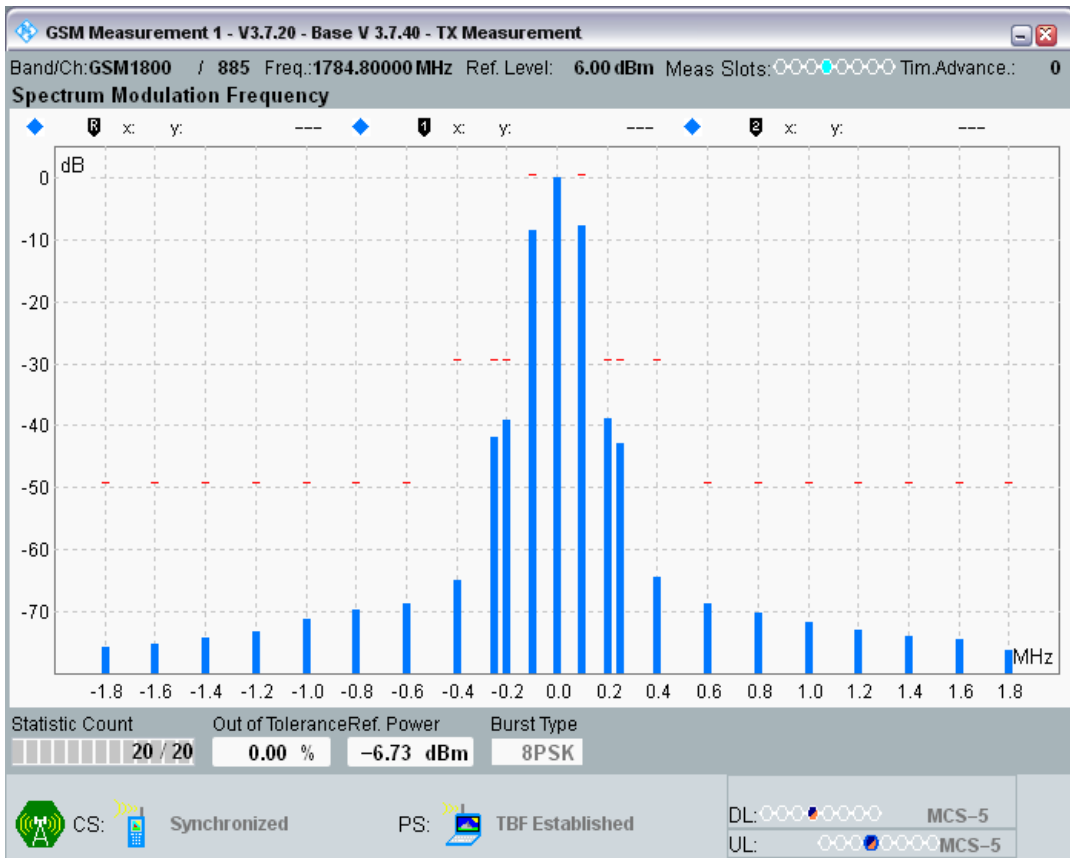 GSM Measurement 1 - V3.7.20 - Base V 3.7.40 - TX Measurement
Band/Ch:GSM1800 / 885 Freq.:1784.80000 MHz Ref. Level: 6.00 dBm Meas Slots: Tim.Advance.: 0
Spectrum Modulation Frequency
R x: y: --- 1 x: y: --- 2 x: y: ---
dB
0
-10
-20
-30
-40
-50
-60
-70
MHz
-1.8 -1.6 -1.4 -1.2 -1.0 -0.8 -0.6 -0.4 -0.2 0.0 0.2 0.4 0.6 0.8 1.0 1.2 1.4 1.6 1.8
Statistic Count Out of Tolerance Ref. Power Burst Type
20 / 20 0.00 % −6.73 dBm 8PSK
CS: Synchronized PS: TBF Established
DL: MCS–5
UL: MCS–5